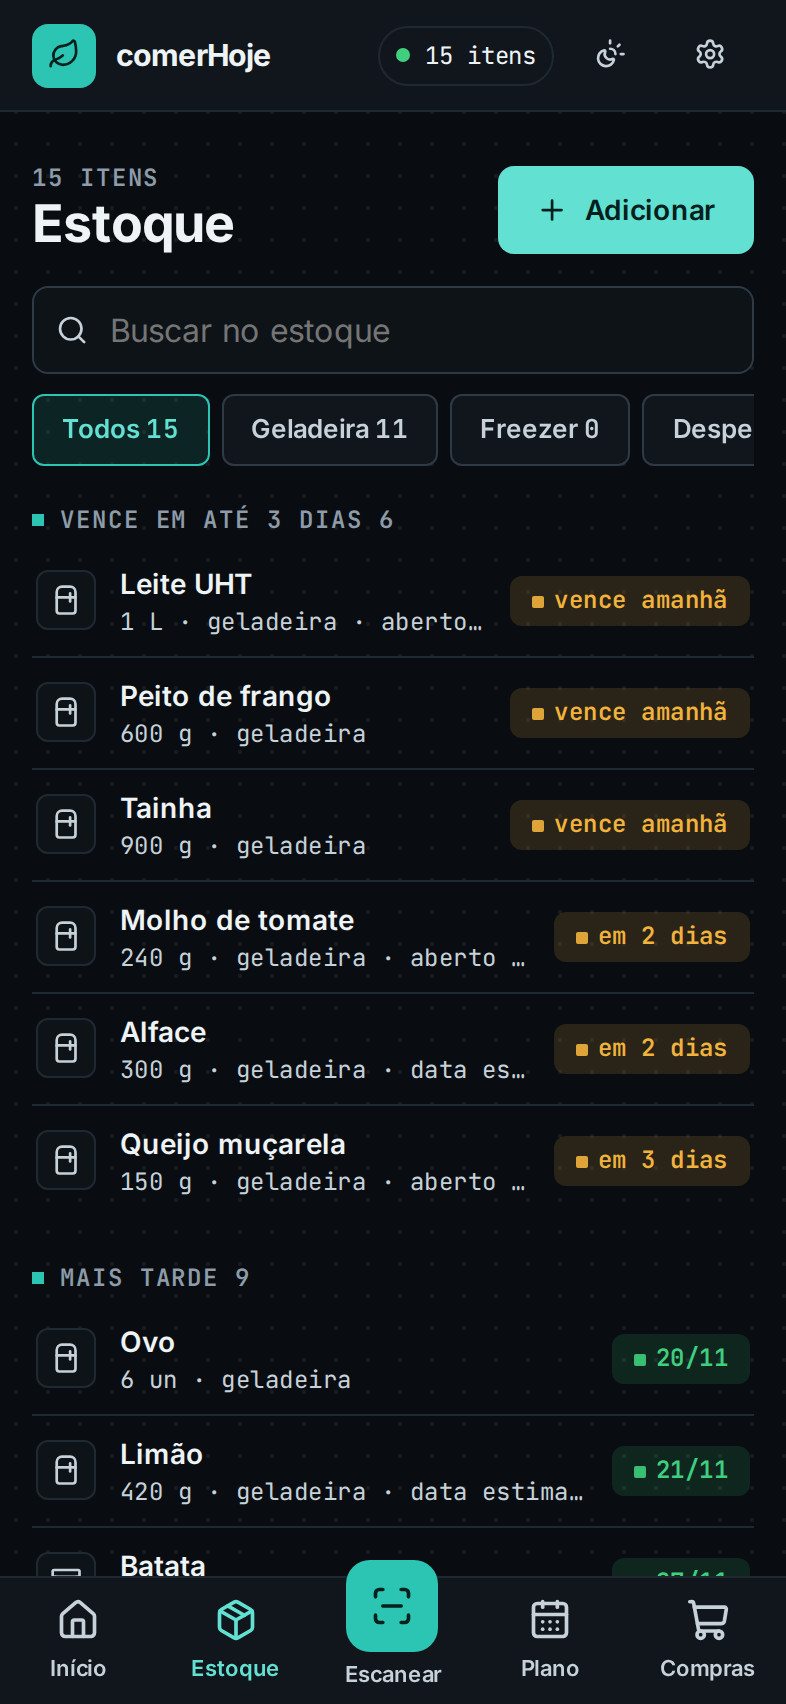 comerHoje
15 itens
15 ITENS
Estoque
Adicionar
Buscar no estoque
Todos 15
Geladeira 11
Freezer 0
Despe
VENCE EM ATÉ 3 DIAS 6
Leite UHT
1 L · geladeira · aberto…
vence amanhã
Peito de frango
600 g · geladeira
vence amanhã
Tainha
900 g · geladeira
vence amanhã
Molho de tomate
240 g · geladeira · aberto …
em 2 dias
Alface
300 g · geladeira · data es…
em 2 dias
Queijo muçarela
150 g · geladeira · aberto …
em 3 dias
MAIS TARDE 9
Ovo
6 un · geladeira
20/11
Limão
420 g · geladeira · data estima…
21/11
Batata
Início
Estoque
Escanear
Plano
Compras